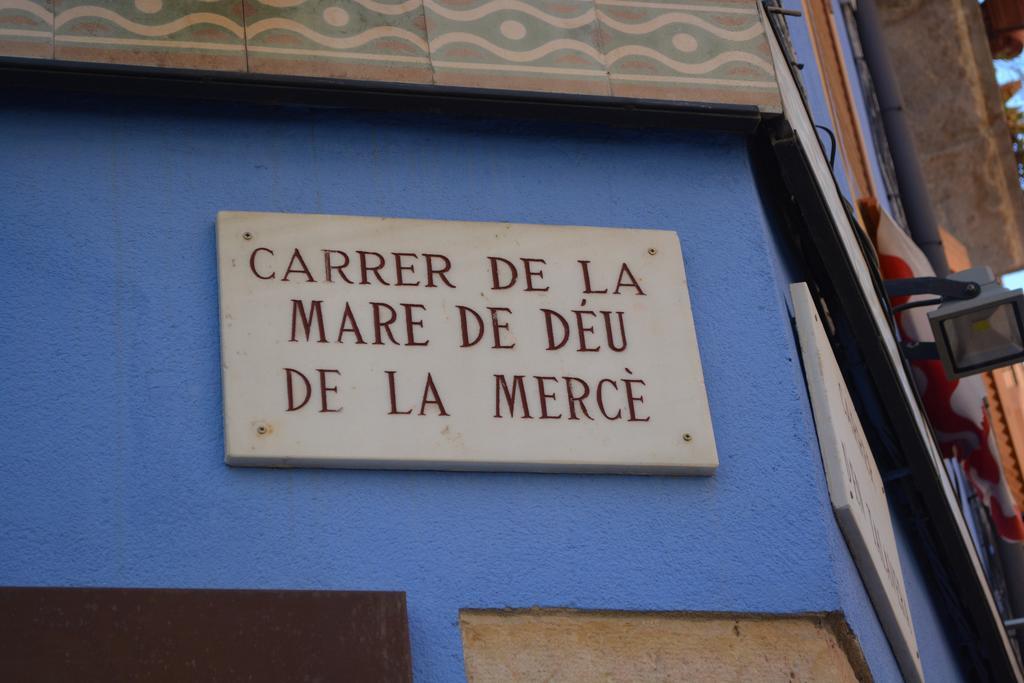 CARRER DE LA
MARE DE DÉU
DE LA MERCÈ